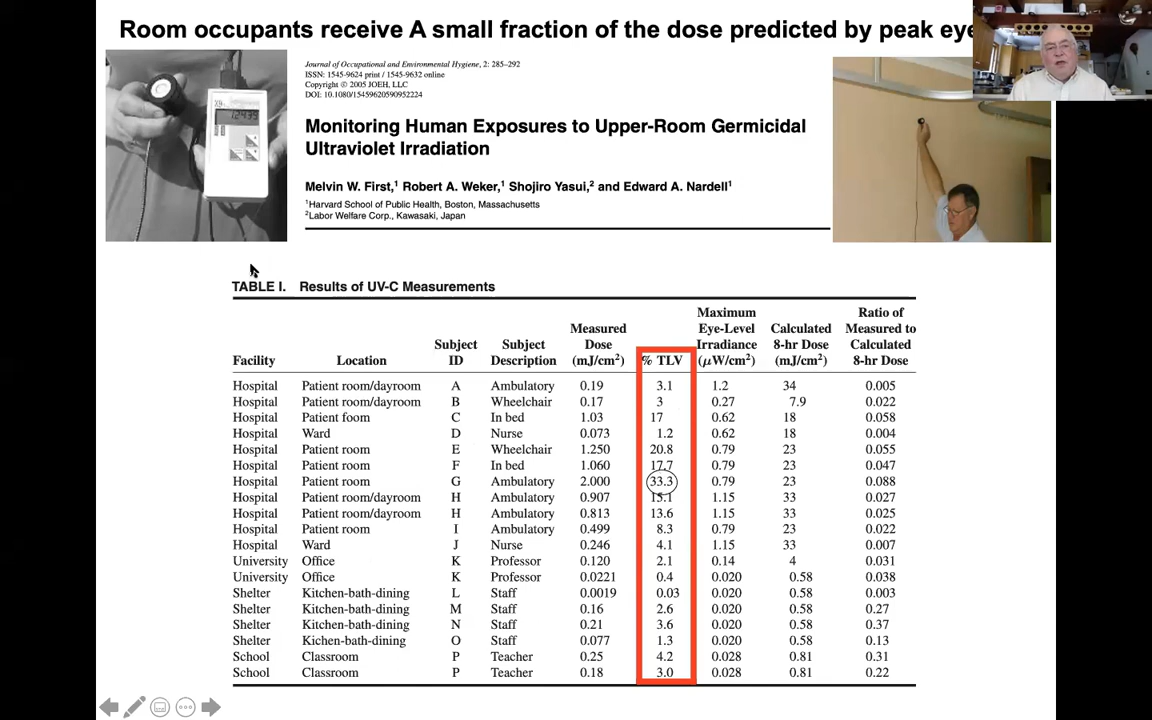 Room occupants receive A small fraction of the dose predicted by peak eye
Journal of Occupational and Environmental Hygiene, 2: 285–292
ISSN: 1545-9624 print / 1545-9632 online
Copyright © 2005 JOEH, LLC
DOI: 10.1080/15459620590952224
Monitoring Human Exposures to Upper-Room Germicidal
Ultraviolet Irradiation
Melvin W. First,1 Robert A. Weker,1 Shojiro Yasui,2 and Edward A. Nardell1
1Harvard School of Public Health, Boston, Massachusetts
2Labor Welfare Corp., Kawasaki, Japan
TABLE I. Results of UV-C Measurements
Facility Location Subject ID Subject Description Measured Dose (mJ/cm2) % TLV Maximum Eye-Level Irradiance (μW/cm2) Calculated 8-hr Dose (mJ/cm2) Ratio of Measured to Calculated 8-hr Dose
Hospital Patient room/dayroom A Ambulatory 0.19 3.1 1.2 34 0.005
Hospital Patient room/dayroom B Wheelchair 0.17 3 0.27 7.9 0.022
Hospital Patient foom C In bed 1.03 17 0.62 18 0.058
Hospital Ward D Nurse 0.073 1.2 0.62 18 0.004
Hospital Patient room E Wheelchair 1.250 20.8 0.79 23 0.055
Hospital Patient room F In bed 1.060 17.7 0.79 23 0.047
Hospital Patient room G Ambulatory 2.000 33.3 0.79 23 0.088
Hospital Patient room/dayroom H Ambulatory 0.907 15.1 1.15 33 0.027
Hospital Patient room/dayroom H Ambulatory 0.813 13.6 1.15 33 0.025
Hospital Patient room I Ambulatory 0.499 8.3 0.79 23 0.022
Hospital Ward J Nurse 0.246 4.1 1.15 33 0.007
University Office K Professor 0.120 2.1 0.14 4 0.031
University Office K Professor 0.0221 0.4 0.020 0.58 0.038
Shelter Kitchen-bath-dining L Staff 0.0019 0.03 0.020 0.58 0.003
Shelter Kitchen-bath-dining M Staff 0.16 2.6 0.020 0.58 0.27
Shelter Kitchen-bath-dining N Staff 0.21 3.6 0.020 0.58 0.37
Shelter Kichen-bath-dining O Staff 0.077 1.3 0.020 0.58 0.13
School Classroom P Teacher 0.25 4.2 0.028 0.81 0.31
School Classroom P Teacher 0.18 3.0 0.028 0.81 0.22